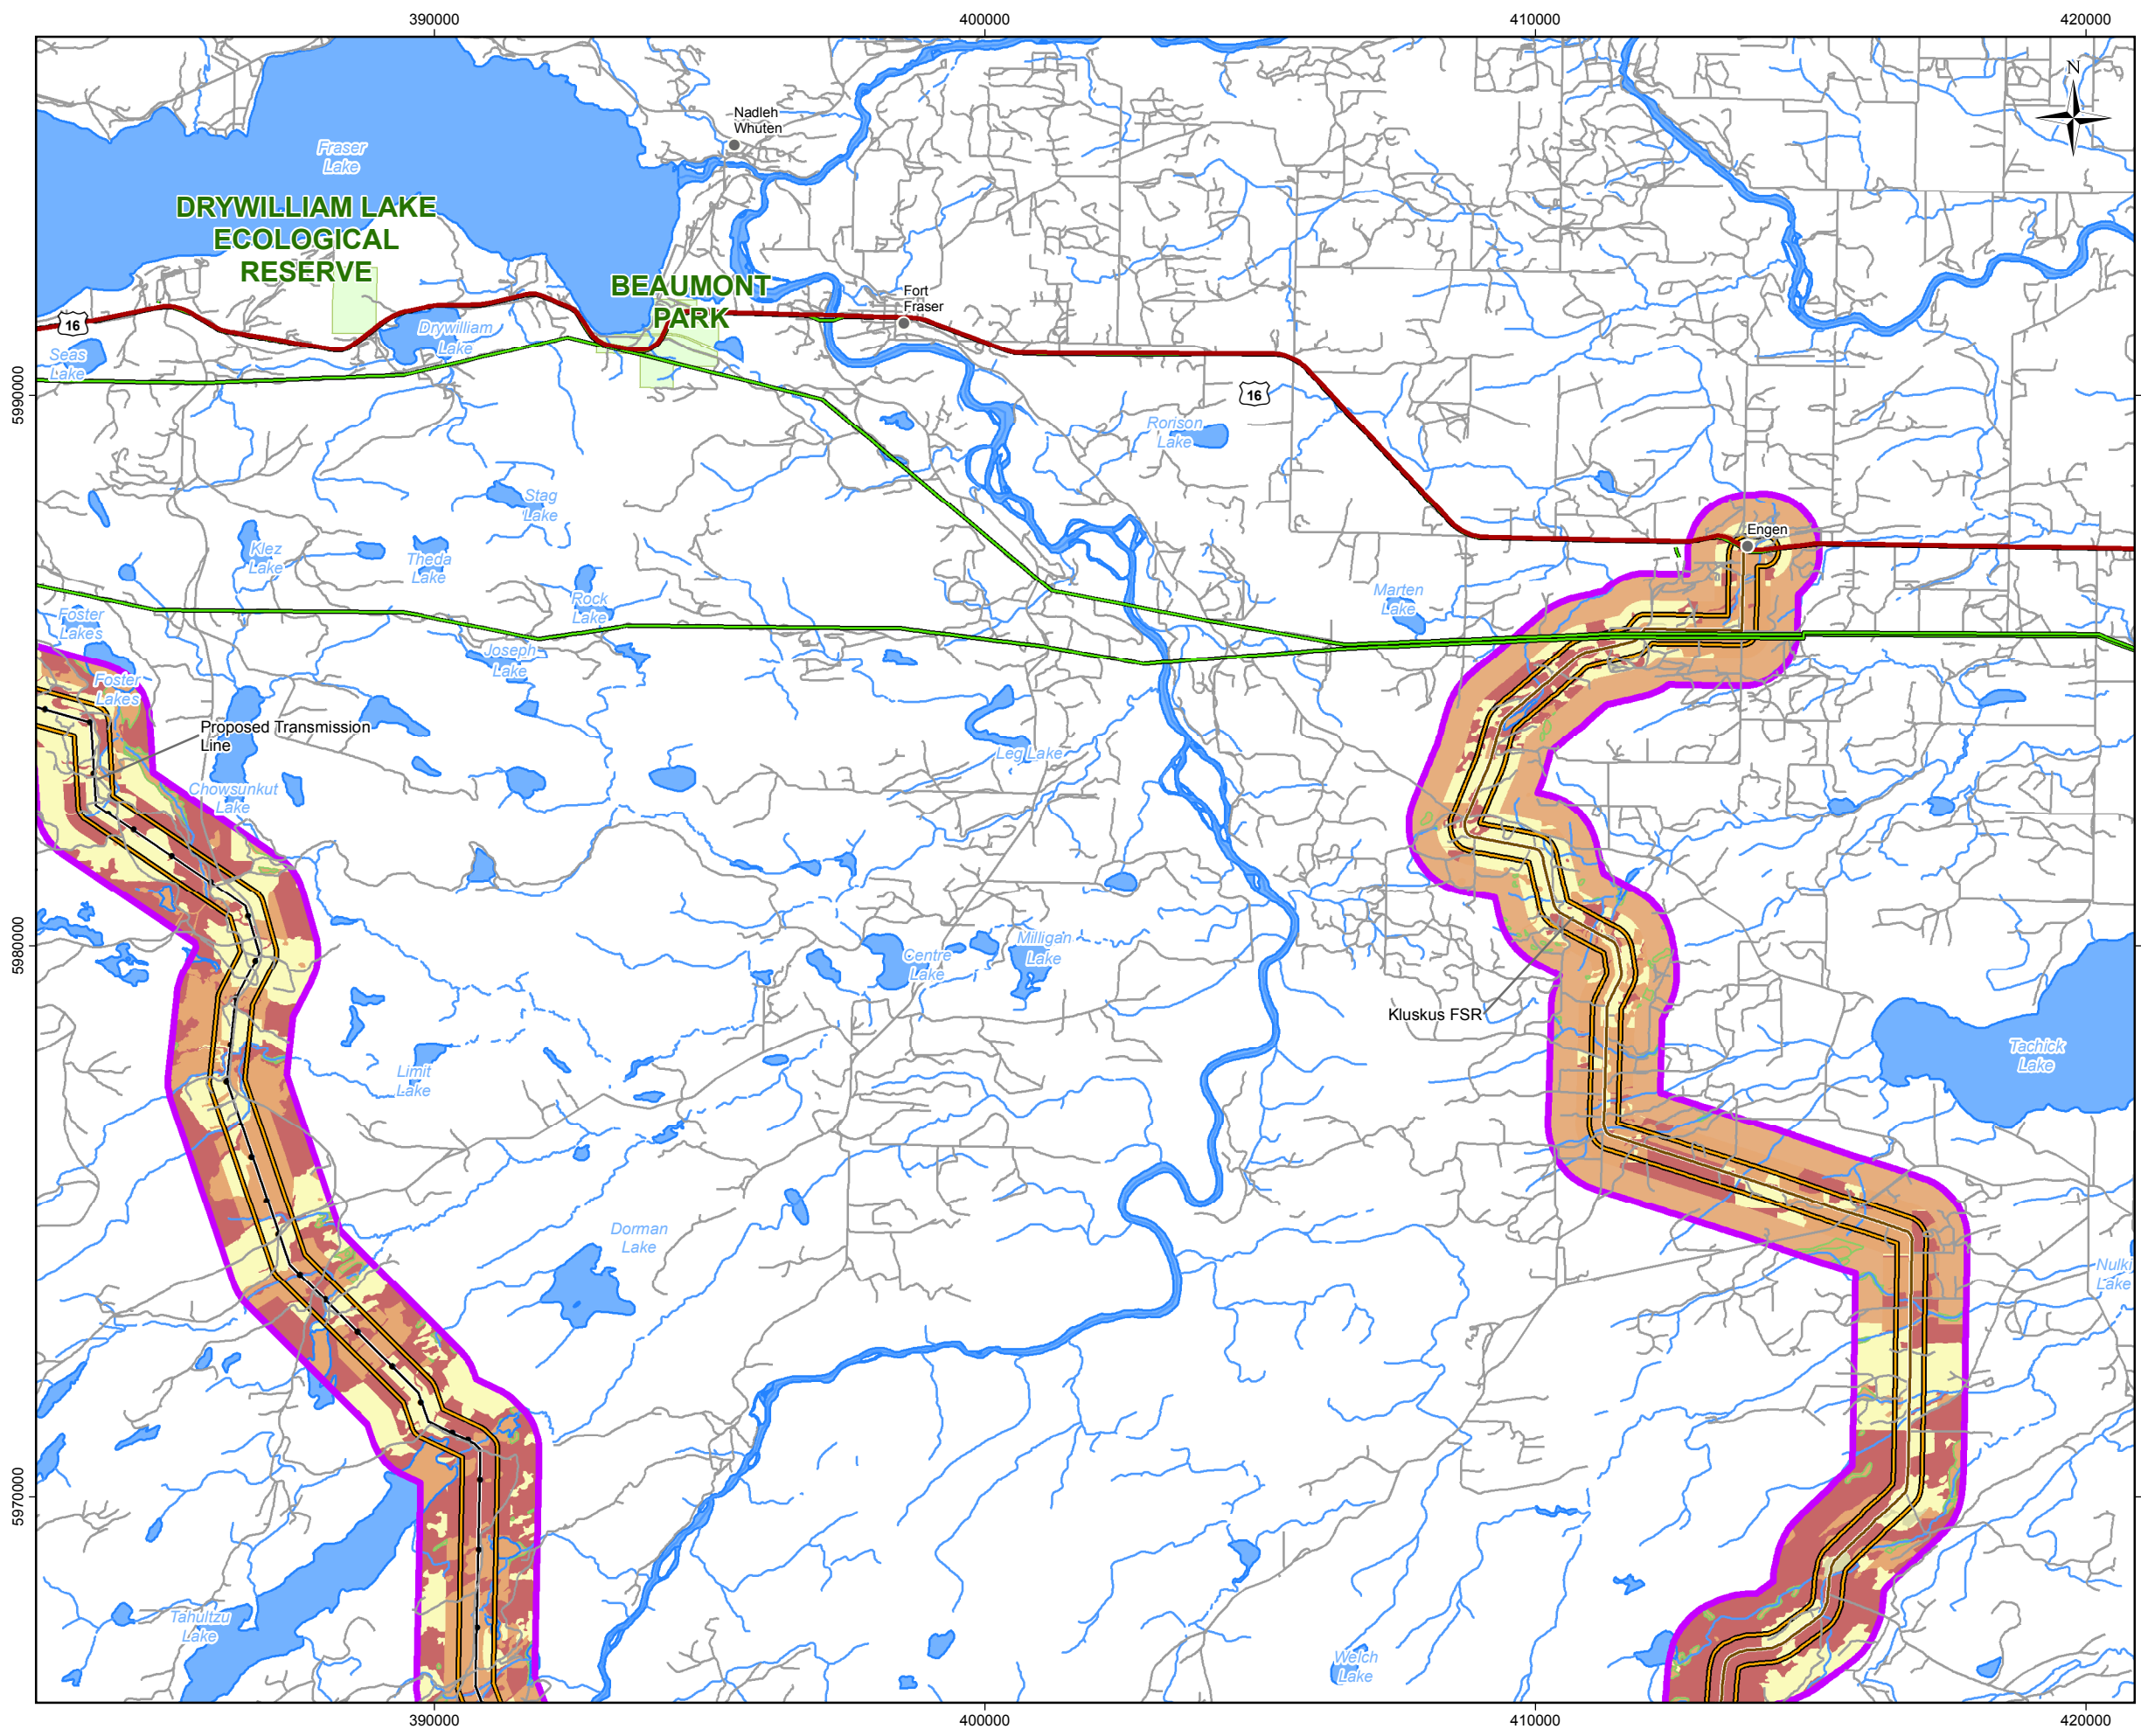 390000
400000
410000
420000
N
Nadleh
Whuten
Fraser
Lake
DRYWILLIAM LAKE
ECOLOGICAL
RESERVE
BEAUMONT
PARK
Fort
Fraser
16
Drywilliam
Lake
Seas
Lake
5990000
16
Rorison
Lake
Stag
Lake
Engen
Klez
Lake
Theda
Lake
Rock
Lake
Marten
Lake
Foster
Lakes
Joseph
Lake
Foster
Lakes
Proposed Transmission
Line
Leg Lake
Chowsunkut
Lake
5980000
Centre
Lake
Milligan
Lake
Kluskus FSR
Tachick
Lake
Limit
Lake
Dorman
Lake
Nulki
Lake
5970000
Tahultzu
Lake
Welch
Lake
390000
400000
410000
420000